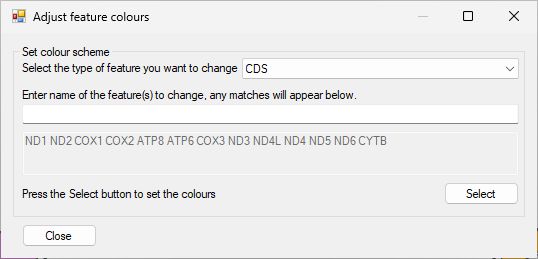 Adjust feature colours
Set colour scheme
Select the type of feature you want to change CDS
Enter name of the feature(s) to change, any matches will appear below.
ND1 ND2 COX1 COX2 ATP8 ATP6 COX3 ND3 ND4L ND4 ND5 ND6 CYTB
Press the Select button to set the colours Select
Close